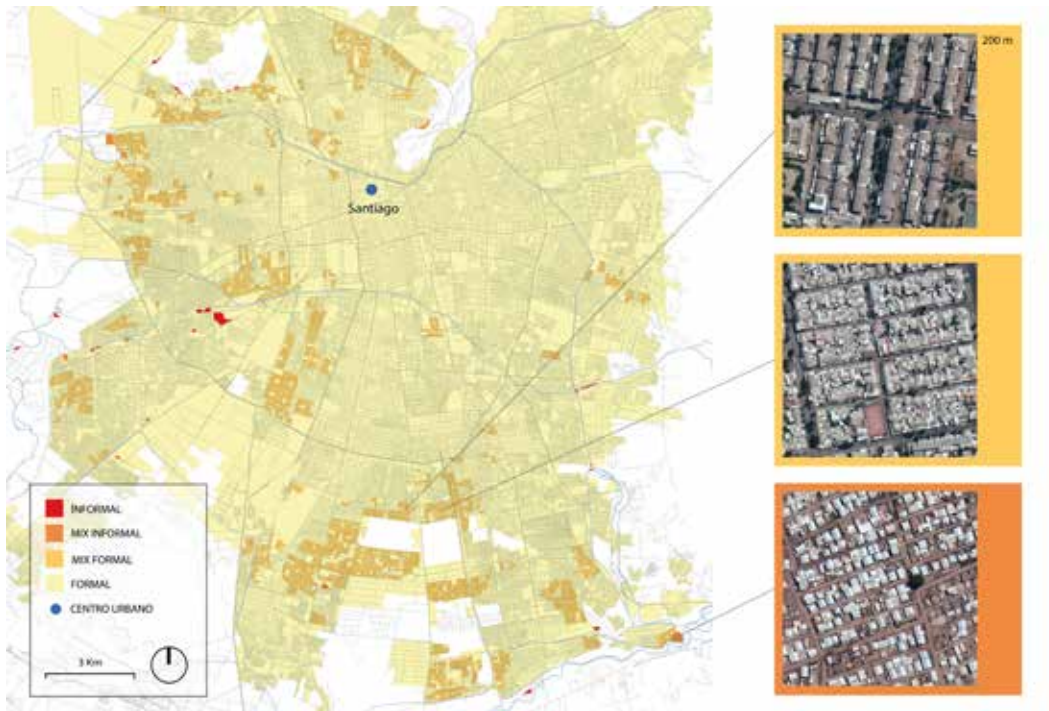 200 m
Santiago
INFORMAL
MIX INFORMAL
MIX FORMAL
FORMAL
CENTRO URBANO
3 Km